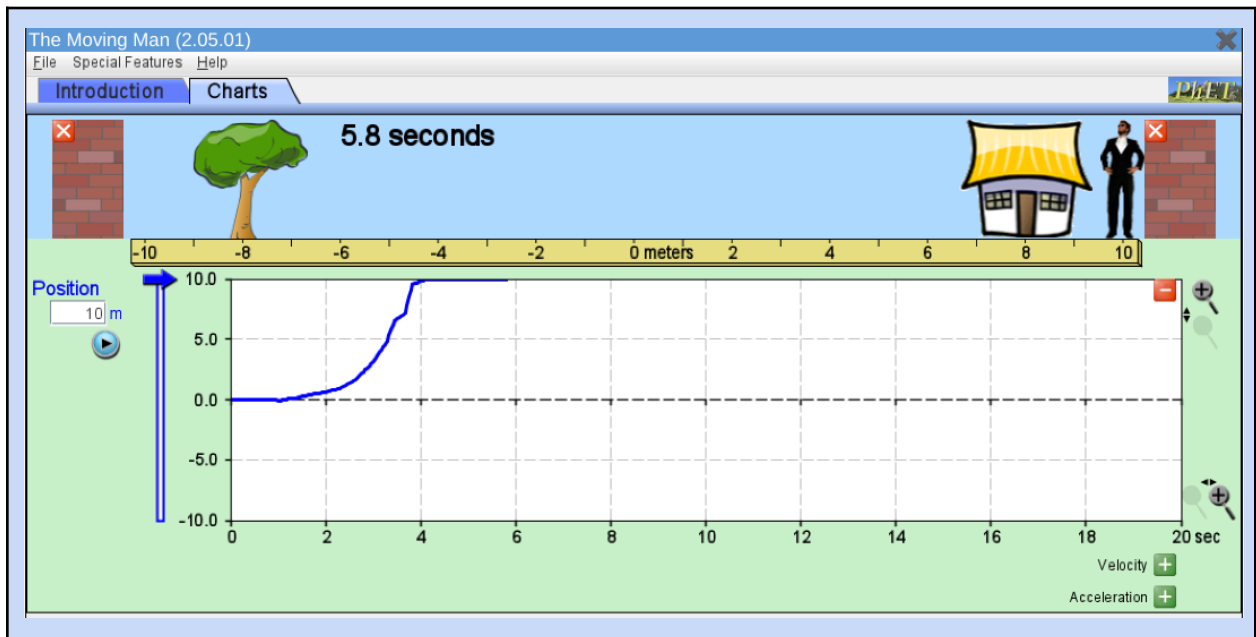 The Moving Man (2.05.01)
File Special Features Help
Introduction Charts
PhET
5.8 seconds
-10 -8 -6 -4 -2 0 meters 2 4 6 8 10
Position
10 m
10.0
5.0
0.0
-5.0
-10.0
0 2 4 6 8 10 12 14 16 18 20 sec
Velocity
Acceleration